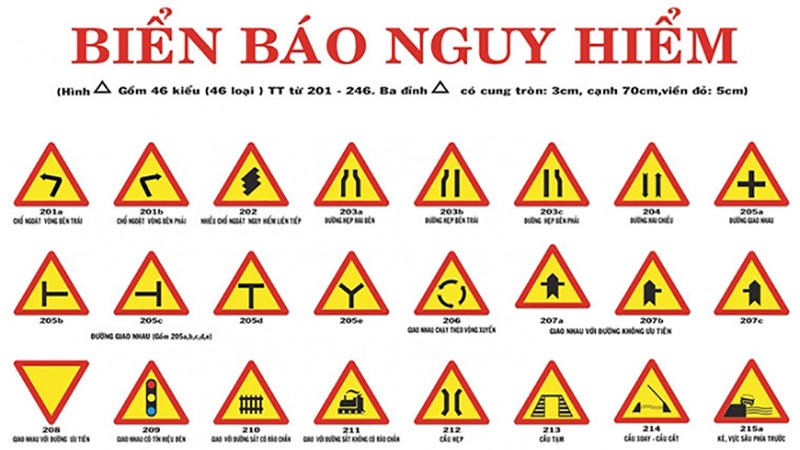 BIỂN BÁO NGUY HIỂM
(Hình △ Gồm 46 kiểu (46 loại ) TT từ 201 - 246. Ba đỉnh △ có cung tròn: 3cm, cạnh 70cm,viền đỏ: 5cm)
201a 201b 202 203a 203b 203c 204 205a
CHỖ NGOẶT VÒNG BÊN TRÁI CHỖ NGOẶT VÒNG BÊN PHẢI NHIỀU CHỖ NGOẶT NGUY HIỂM LIÊN TIẾP ĐƯỜNG HẸP HAI BÊN ĐƯỜNG HẸP BÊN TRÁI ĐƯỜNG HẸP BÊN PHẢI ĐƯỜNG HAI CHIỀU ĐƯỜNG GIAO NHAU
205b 205c 205d 205e 206 207a 207b 207c
ĐƯỜNG GIAO NHAU (Gồm 205a,b,c,d,e) GIAO NHAU CHẠY THEO VÒNG XUYẾN GIAO NHAU VỚI ĐƯỜNG KHÔNG ƯU TIÊN
208 209 210 211 212 213 214 215a
GIAO NHAU VỚI ĐƯỜNG ƯU TIÊN GIAO NHAU CÓ TÍN HIỆU ĐÈN GIAO VỚI ĐƯỜNG SẮT CÓ RÀO CHẮN GIAO VỚI ĐƯỜNG SẮT KHÔNG CÓ RÀO CHẮN CẦU HẸP CẦU TẠM CẦU XOAY - CẦU CẤT KÈ, VỰC SÂU PHÍA TRƯỚC